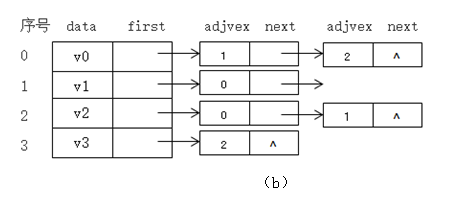 序号 data first adjvex next adjvex next
0 v0 1 2 ^
1 v1 0
2 v2 0 1 ^
3 v3 2 ^
(b)